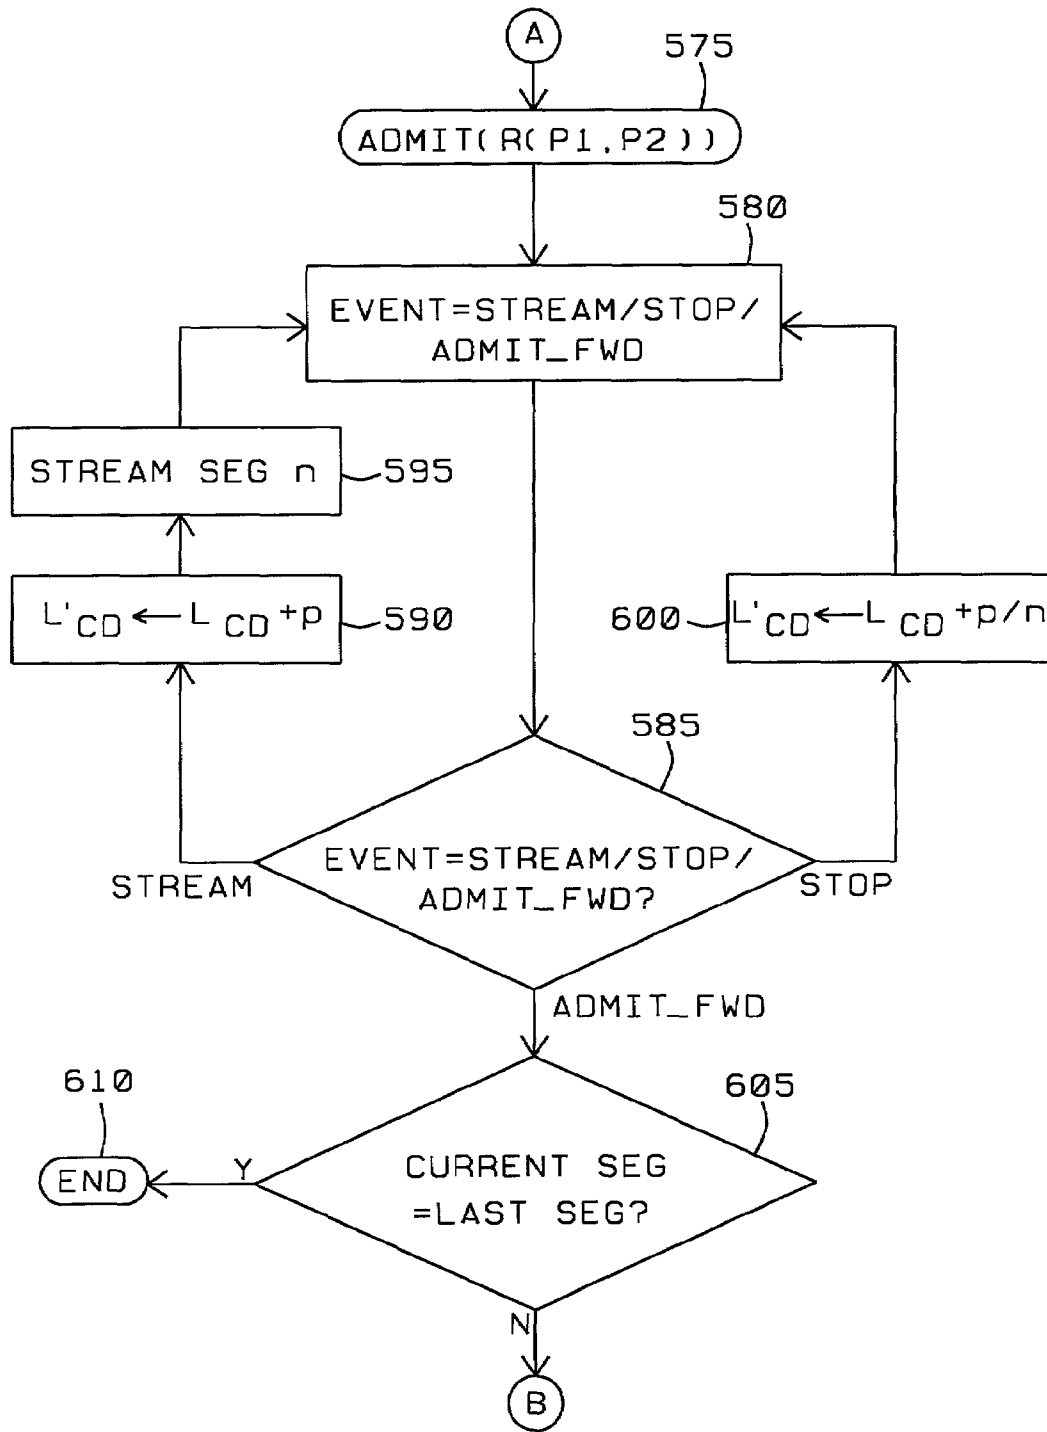 A
575
ADMIT(R(P1,P2))
580
EVENT=STREAM/STOP/
ADMIT_FWD
STREAM SEG n
595
L'CD ← L CD +p
590
600
L'CD ← L CD +p/n
585
EVENT=STREAM/STOP/
ADMIT_FWD?
STREAM
STOP
ADMIT_FWD
610
605
END
Y
CURRENT SEG
=LAST SEG?
N
B